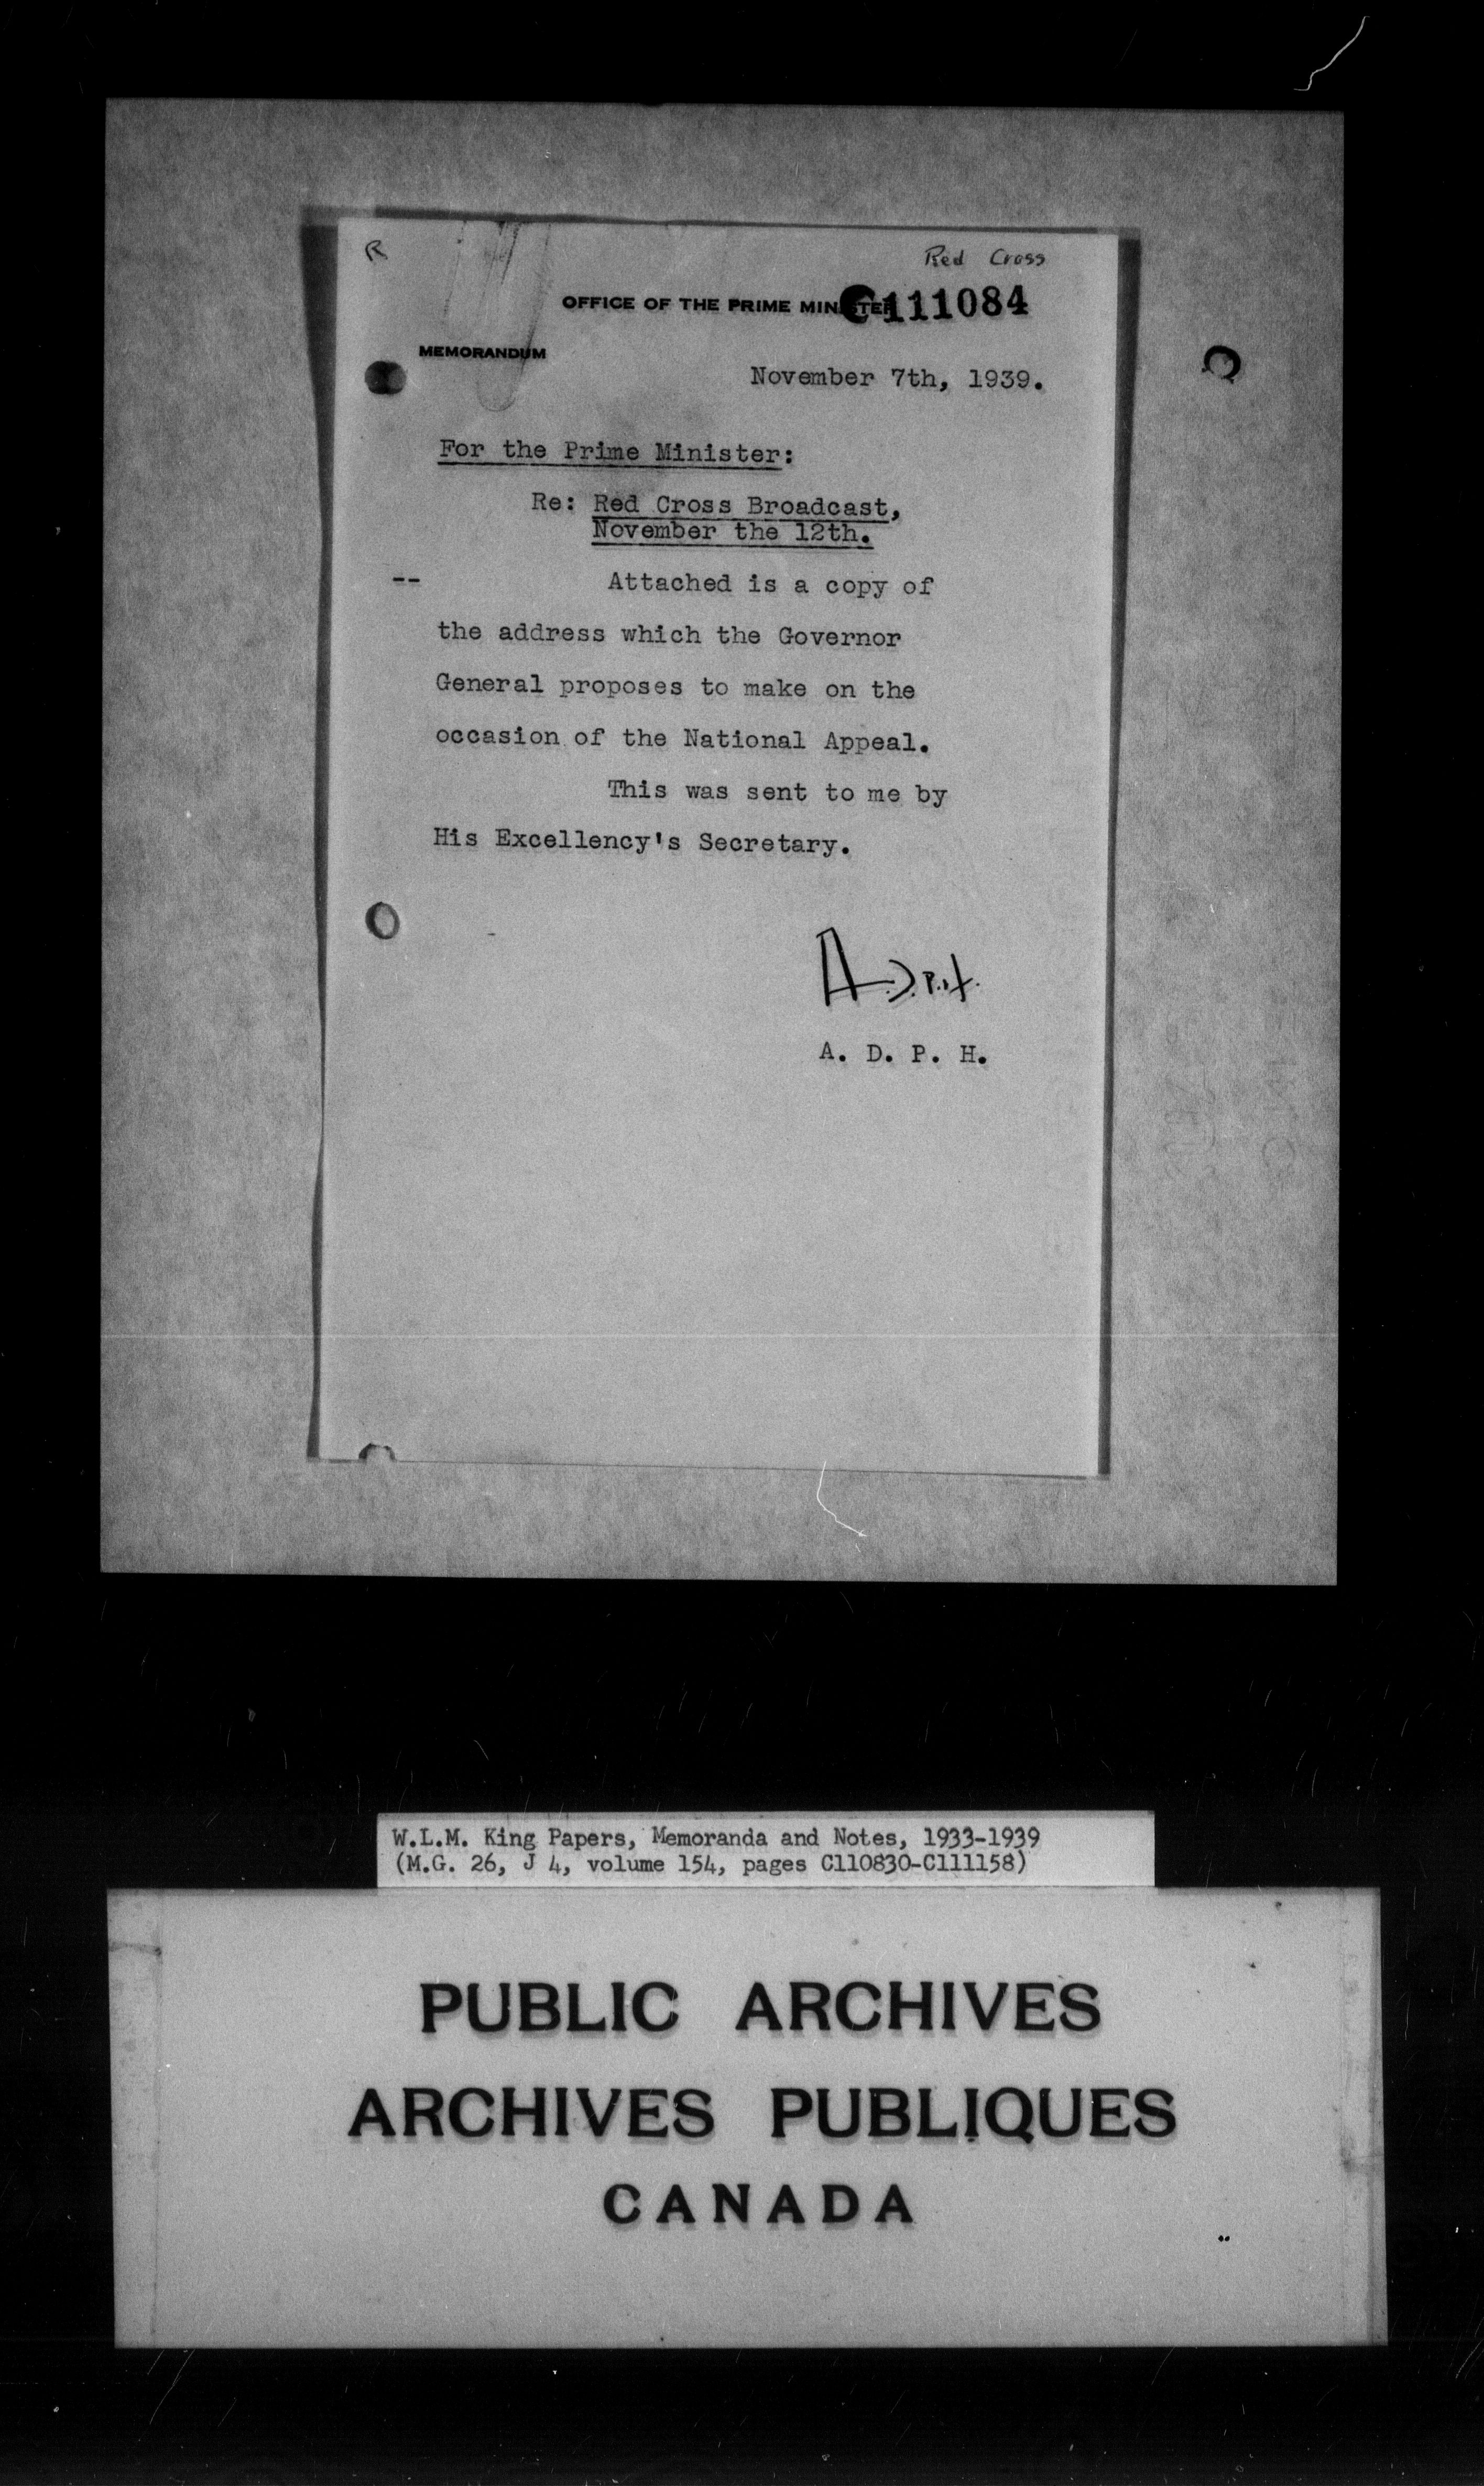 R
Red Cross
OFFICE OF THE PRIME MINISTER
C111084
MEMORANDUM
November 7th, 1939.
For the Prime Minister:
Re: Red Cross Broadcast,
November the 12th.
-- Attached is a copy of
the address which the Governor
General proposes to make on the
occasion of the National Appeal.
This was sent to me by
His Excellency's Secretary.
A.D.P.H.
A. D. P. H.
W.L.M. King Papers, Memoranda and Notes, 1933-1939
(M.G. 26, J 4, volume 154, pages C110830-C111158)
PUBLIC ARCHIVES
ARCHIVES PUBLIQUES
CANADA